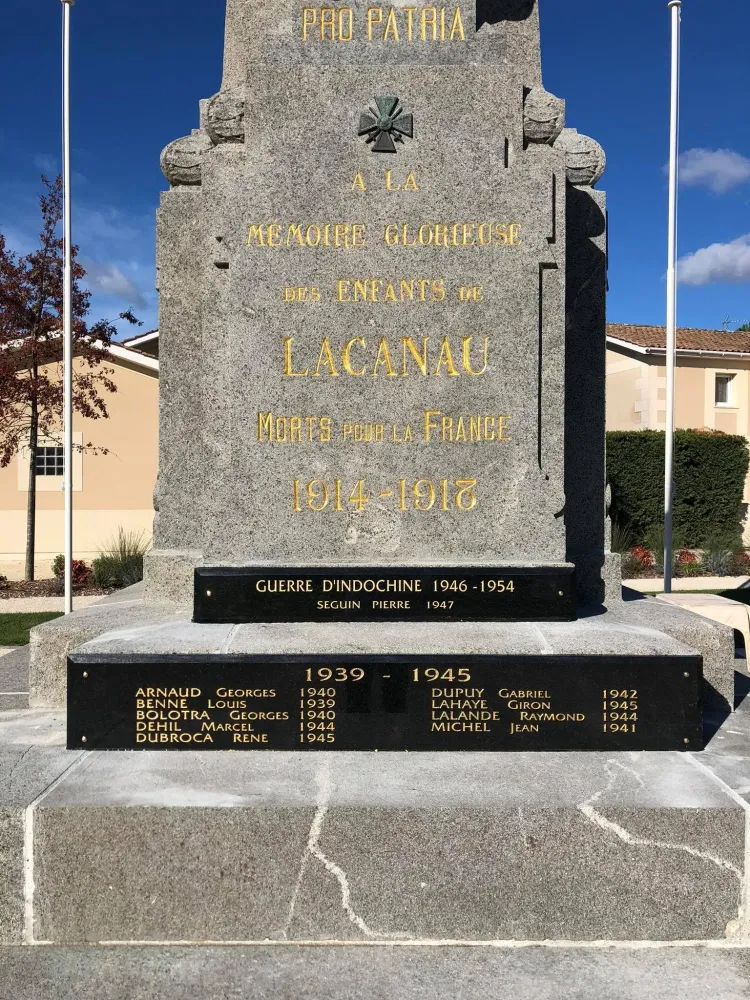 PRO PATRIA
A LA
MEMOIRE GLORIEUSE
DES ENFANTS DE
LACANAU
MORTS POUR LA FRANCE
1914-1918
GUERRE D'INDOCHINE 1946-1954
SEGUIN PIERRE 1947
1939 - 1945
ARNAUD GEORGES 1940
BENNE LOUIS 1939
BOLOTRA GEORGES 1940
DEHIL MARCEL 1944
DUBROCA RENE 1945
DUPUY GABRIEL 1942
LAHAYE GIRON 1945
LALANDE RAYMOND 1944
MICHEL JEAN 1941